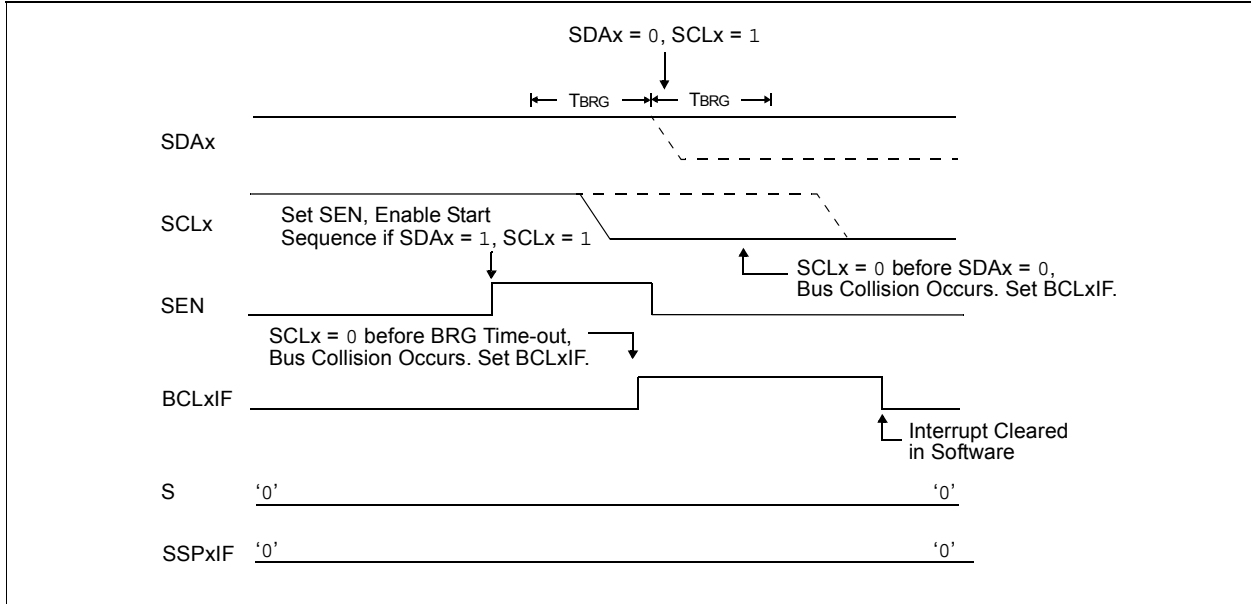 SDAx = 0, SCLx = 1
TBRG TBRG
SDAx
SCLx
Set SEN, Enable Start
Sequence if SDAx = 1, SCLx = 1
SCLx = 0 before SDAx = 0,
Bus Collision Occurs. Set BCLxIF.
SEN
SCLx = 0 before BRG Time-out,
Bus Collision Occurs. Set BCLxIF.
BCLxIF
Interrupt Cleared
in Software
S ‘0’ ‘0’
SSPxIF ‘0’ ‘0’